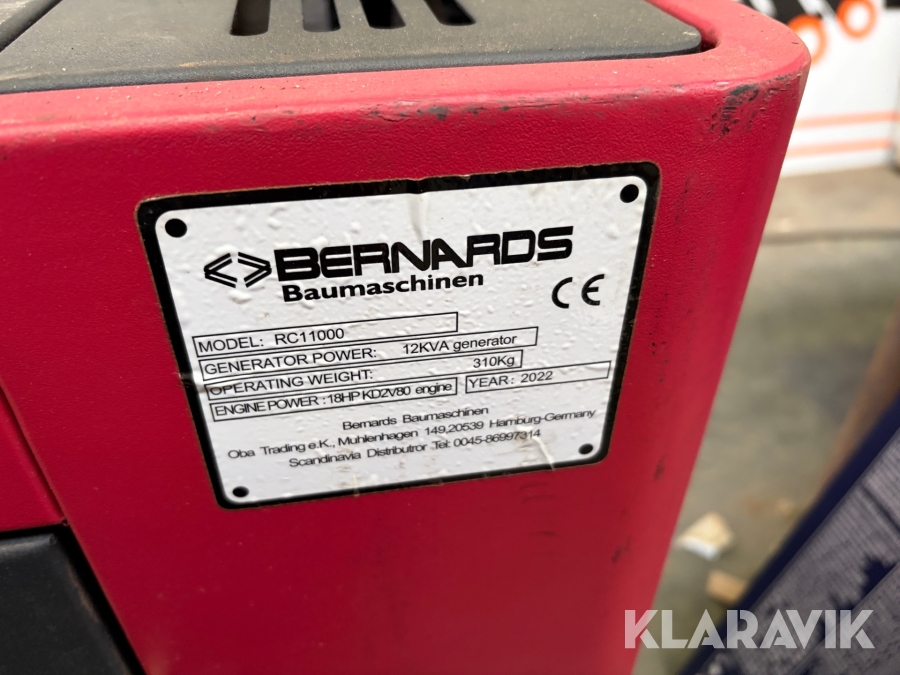 BERNARDS
Baumaschinen
CE
MODEL: RC11000
GENERATOR POWER: 12KVA generator
OPERATING WEIGHT: 310Kg
ENGINE POWER : 18HP KD2V80 engine YEAR : 2022
Bernards Baumaschinen
Oba Trading e.K., Muhlenhagen 149,20539 Hamburg-Germany
Scandinavia Distributror Tel: 0045-86997314
KLARAVIK